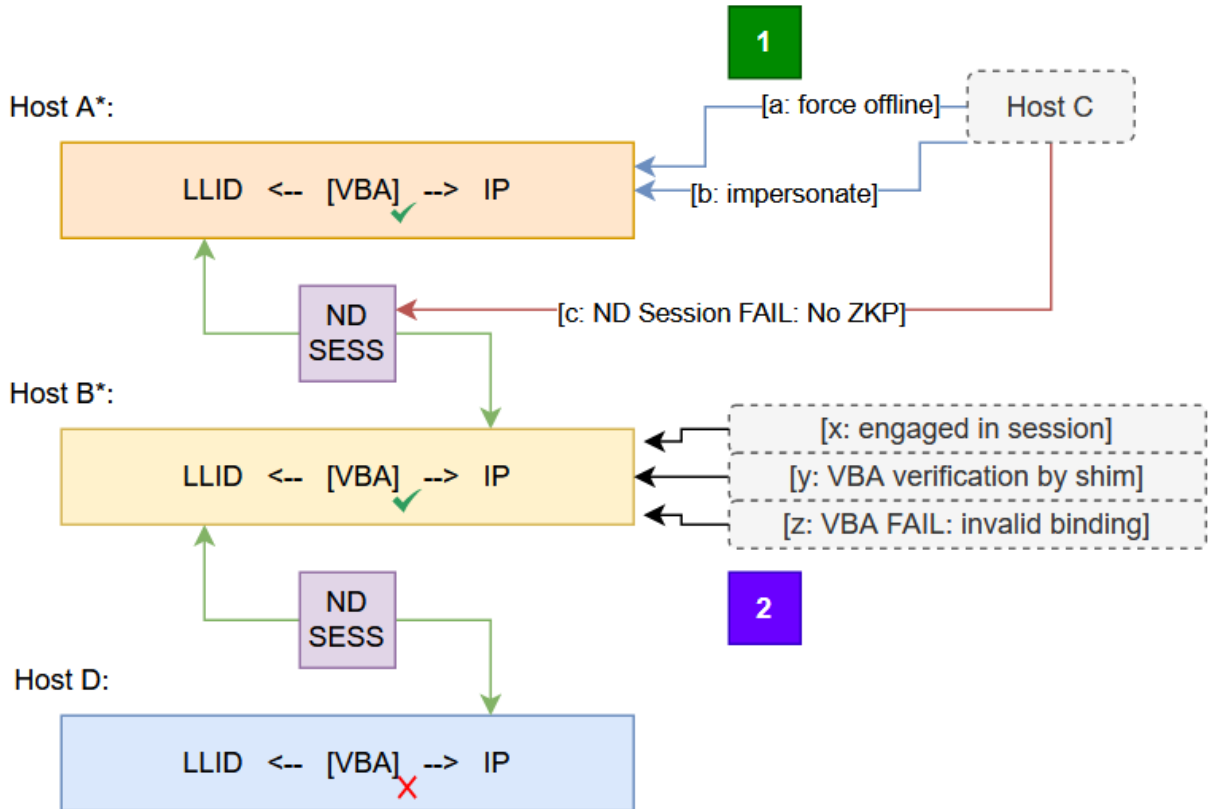 1
Host A*:
[a: force offline]
Host C
LLID <-- [VBA] --> IP
[b: impersonate]
ND
SESS
[c: ND Session FAIL: No ZKP]
Host B*:
[x: engaged in session]
LLID <-- [VBA] --> IP
[y: VBA verification by shim]
[z: VBA FAIL: invalid binding]
ND
SESS
2
Host D:
LLID <-- [VBA] --> IP